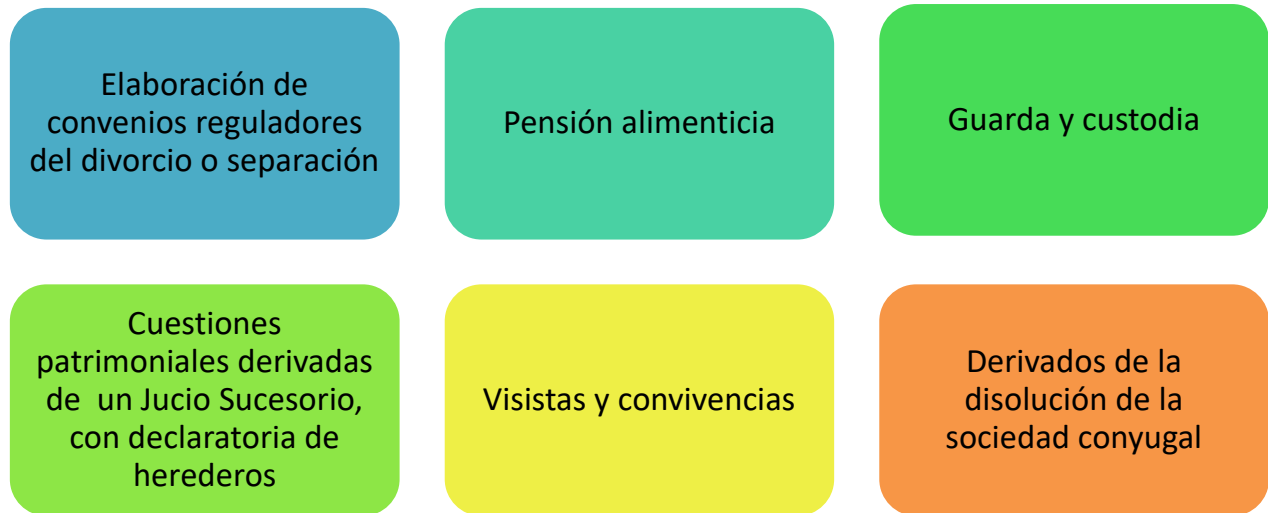 Elaboración de
convenios reguladores
del divorcio o separación
Pensión alimenticia
Guarda y custodia
Cuestiones
patrimoniales derivadas
de un Jucio Sucesorio,
con declaratoria de
herederos
Visistas y convivencias
Derivados de la
disolución de la
sociedad conyugal